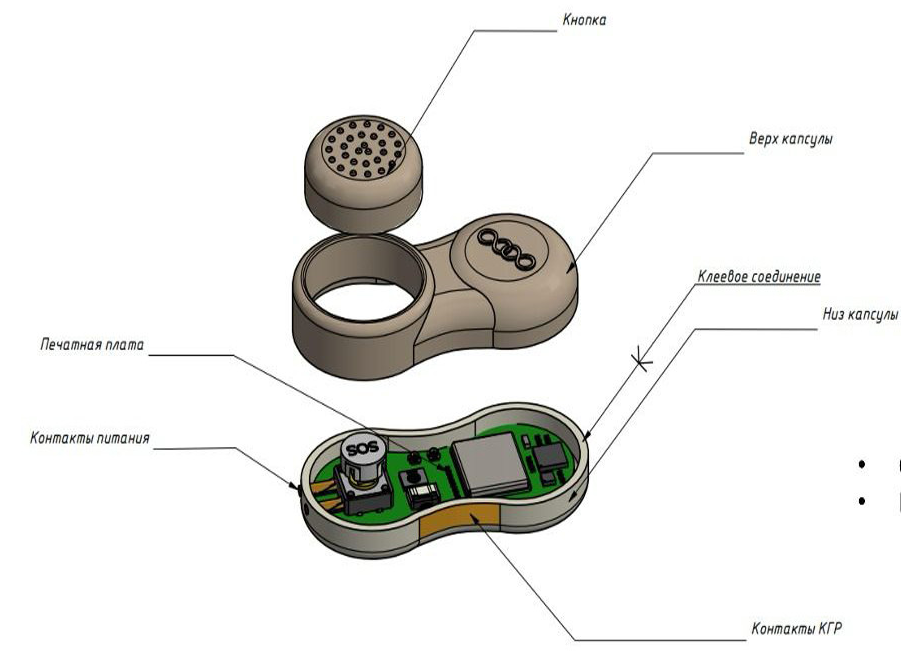 Кнопка
Верх капсулы
Клеевое соединение
Низ капсулы
Печатная плата
Контакты питания
SOS
Контакты КГР